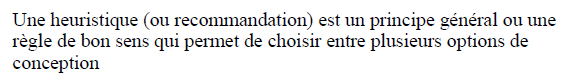 Une heuristique (ou recommandation) est un principe général ou une
règle de bon sens qui permet de choisir entre plusieurs options de
conception